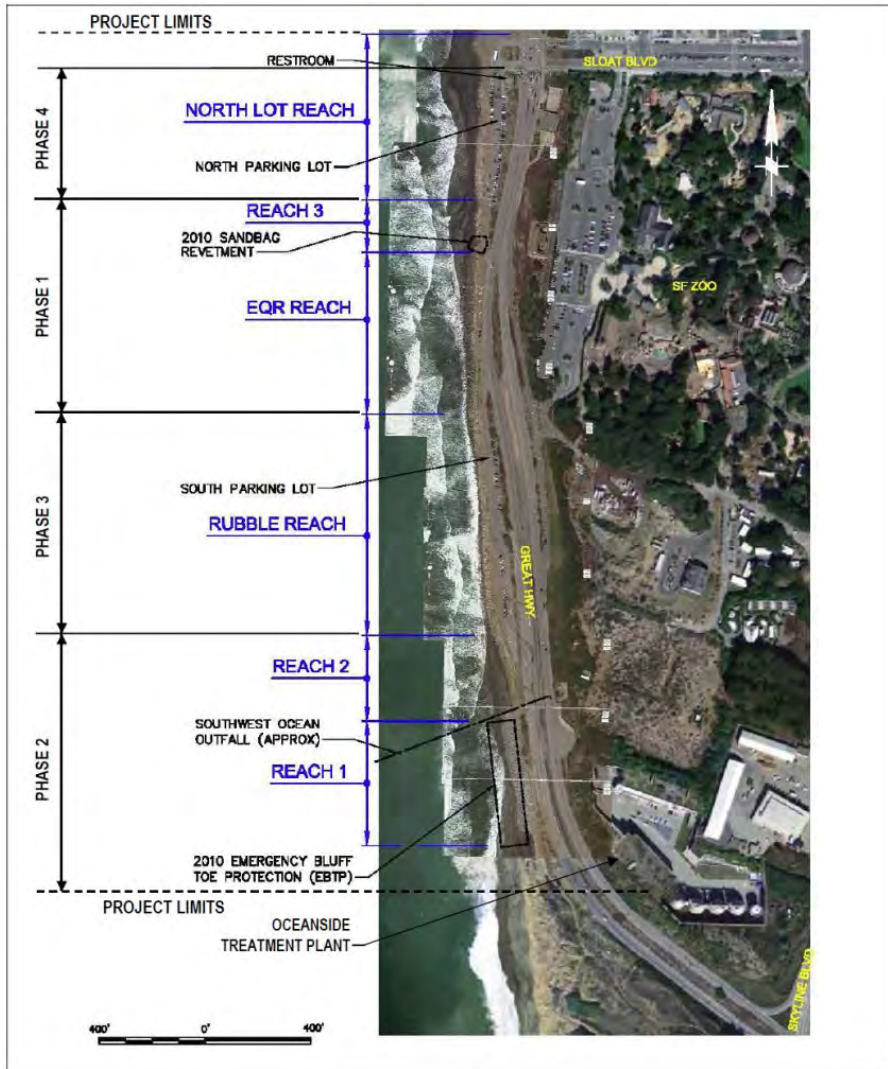 PROJECT LIMITS
RESTROOM
SLOAT BLVD
PHASE 4
NORTH LOT REACH
NORTH PARKING LOT
REACH 3
2010 SANDBAG
REVETMENT
PHASE 1
EQR REACH
SF ZOO
SOUTH PARKING LOT
PHASE 3
RUBBLE REACH
GREAT HWY
REACH 2
SOUTHWEST OCEAN
OUTFALL (APPROX)
PHASE 2
REACH 1
2010 EMERGENCY BLUFF
TOE PROTECTION (EBTP)
PROJECT LIMITS
OCEANSIDE
TREATMENT PLANT
SKYLINE BLVD
400' 0' 400'